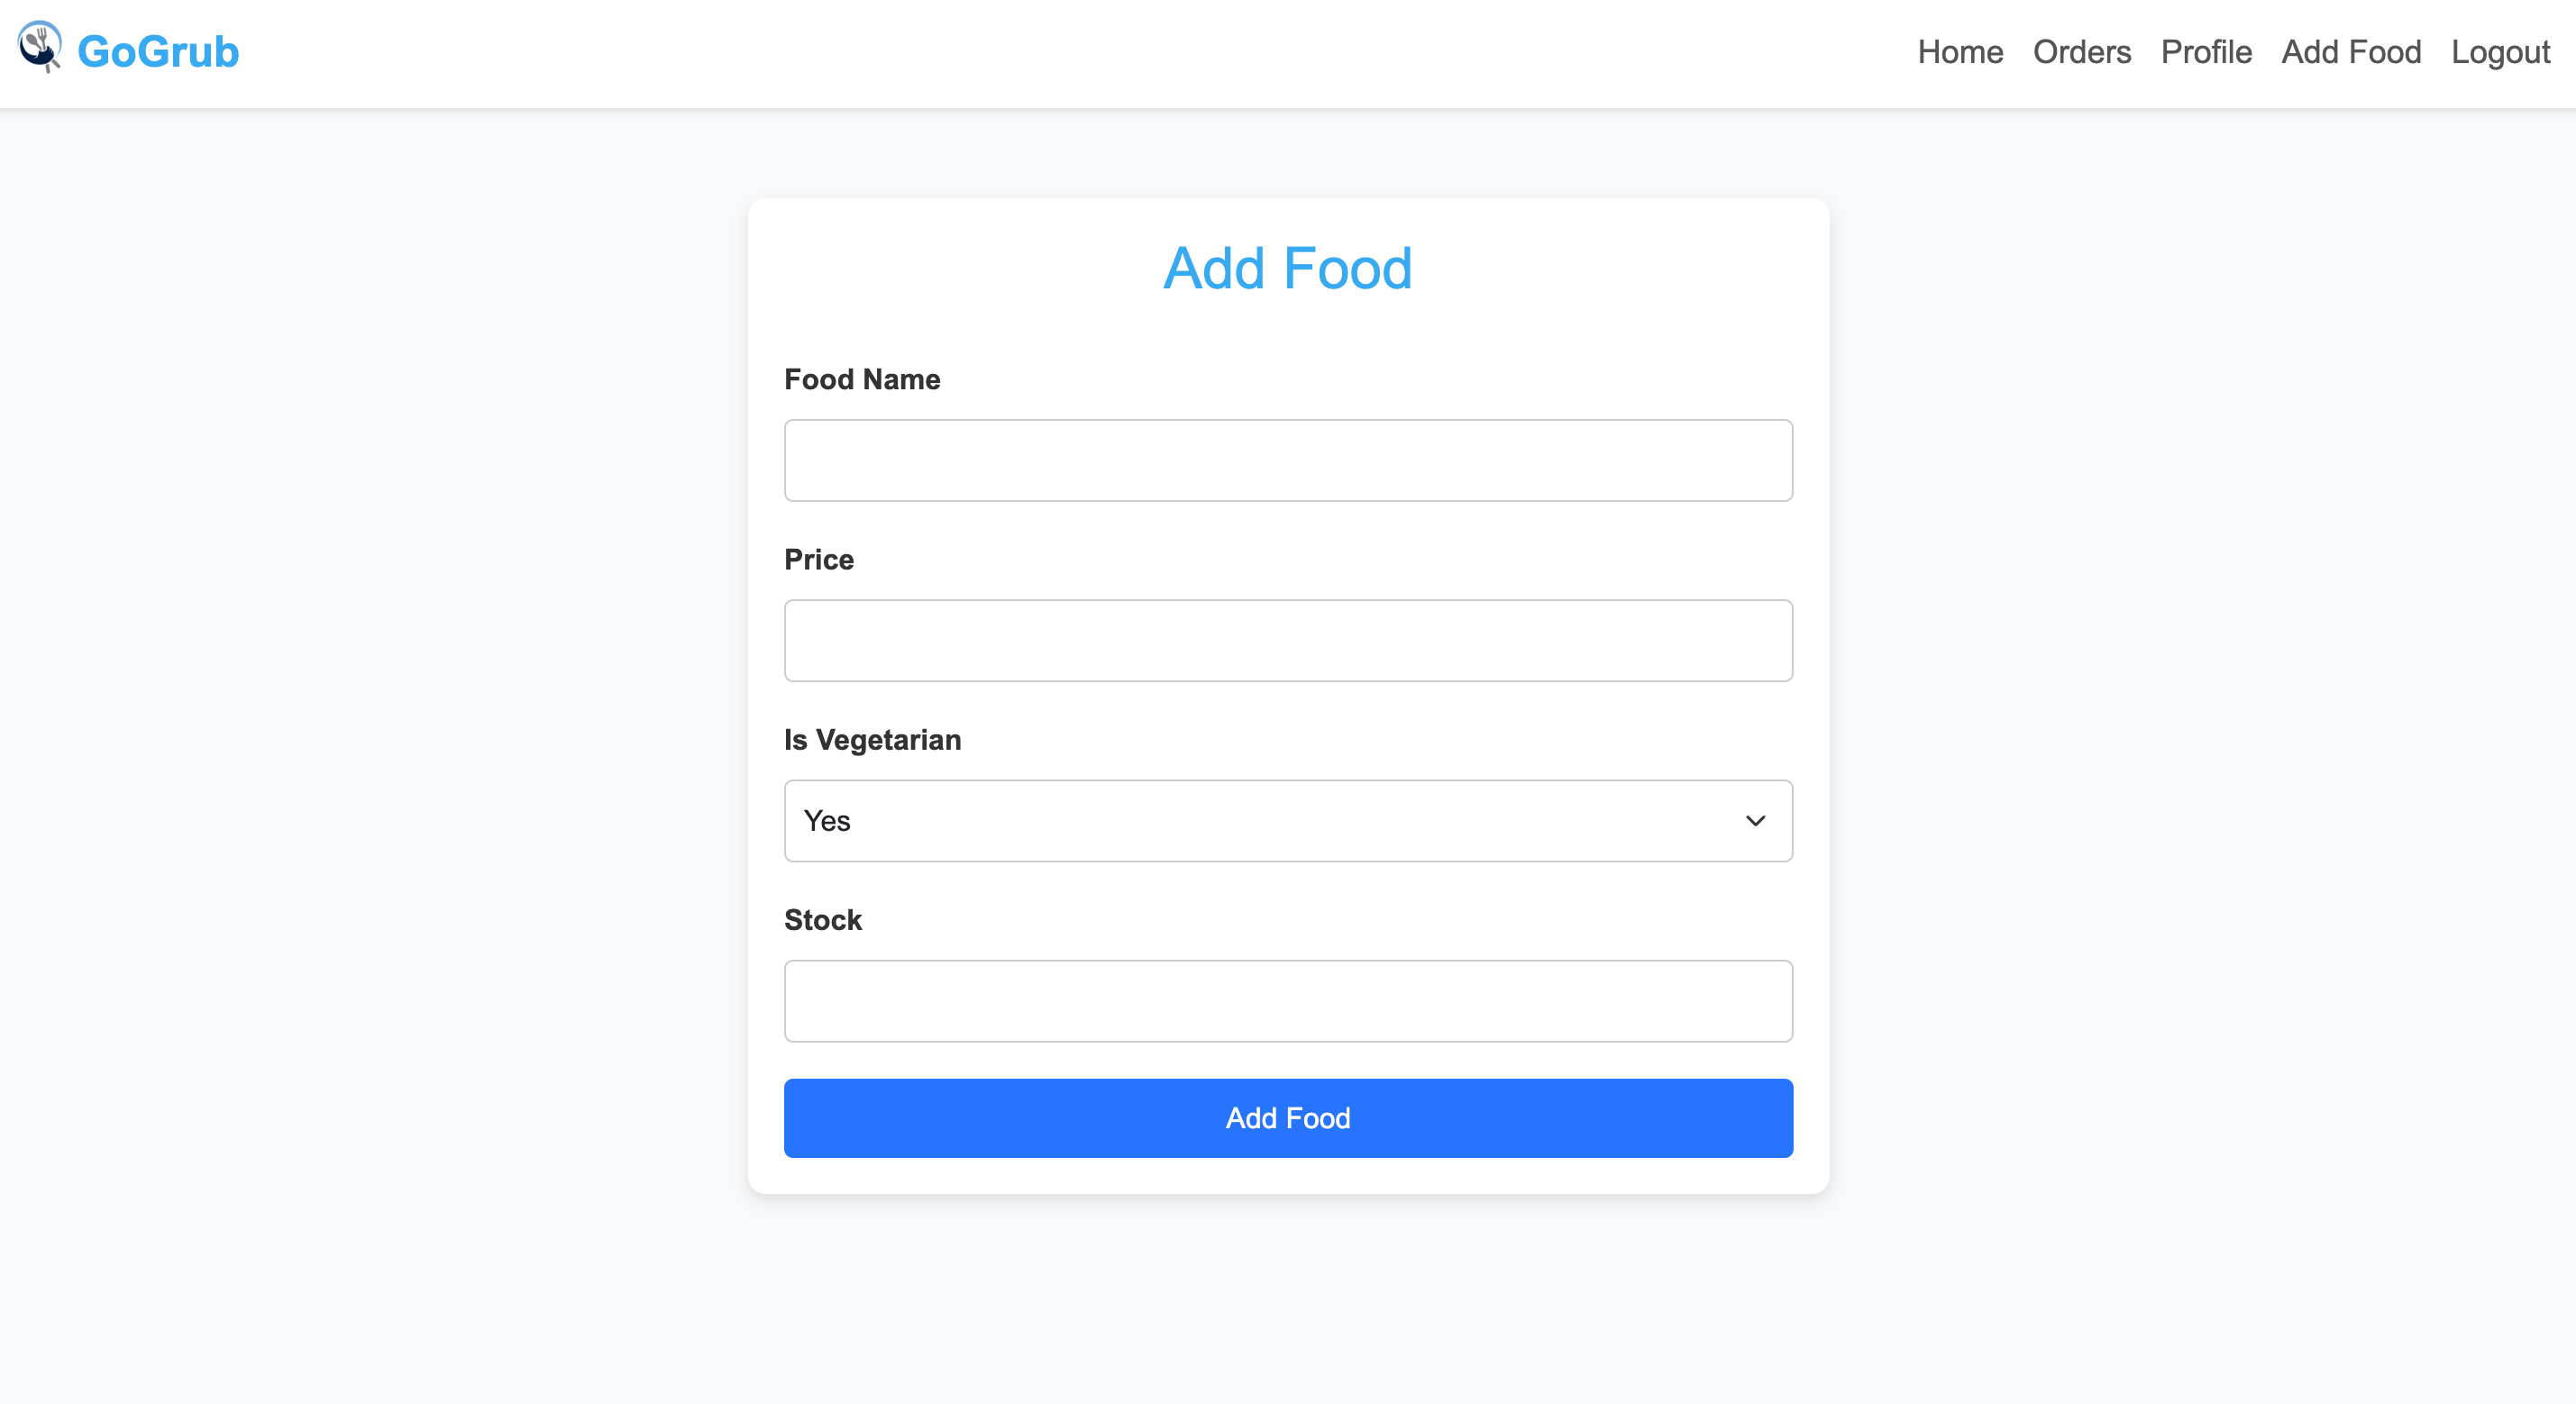 GoGrub
Home Orders Profile Add Food Logout
Add Food
Food Name
Price
Is Vegetarian
Yes
Stock
Add Food